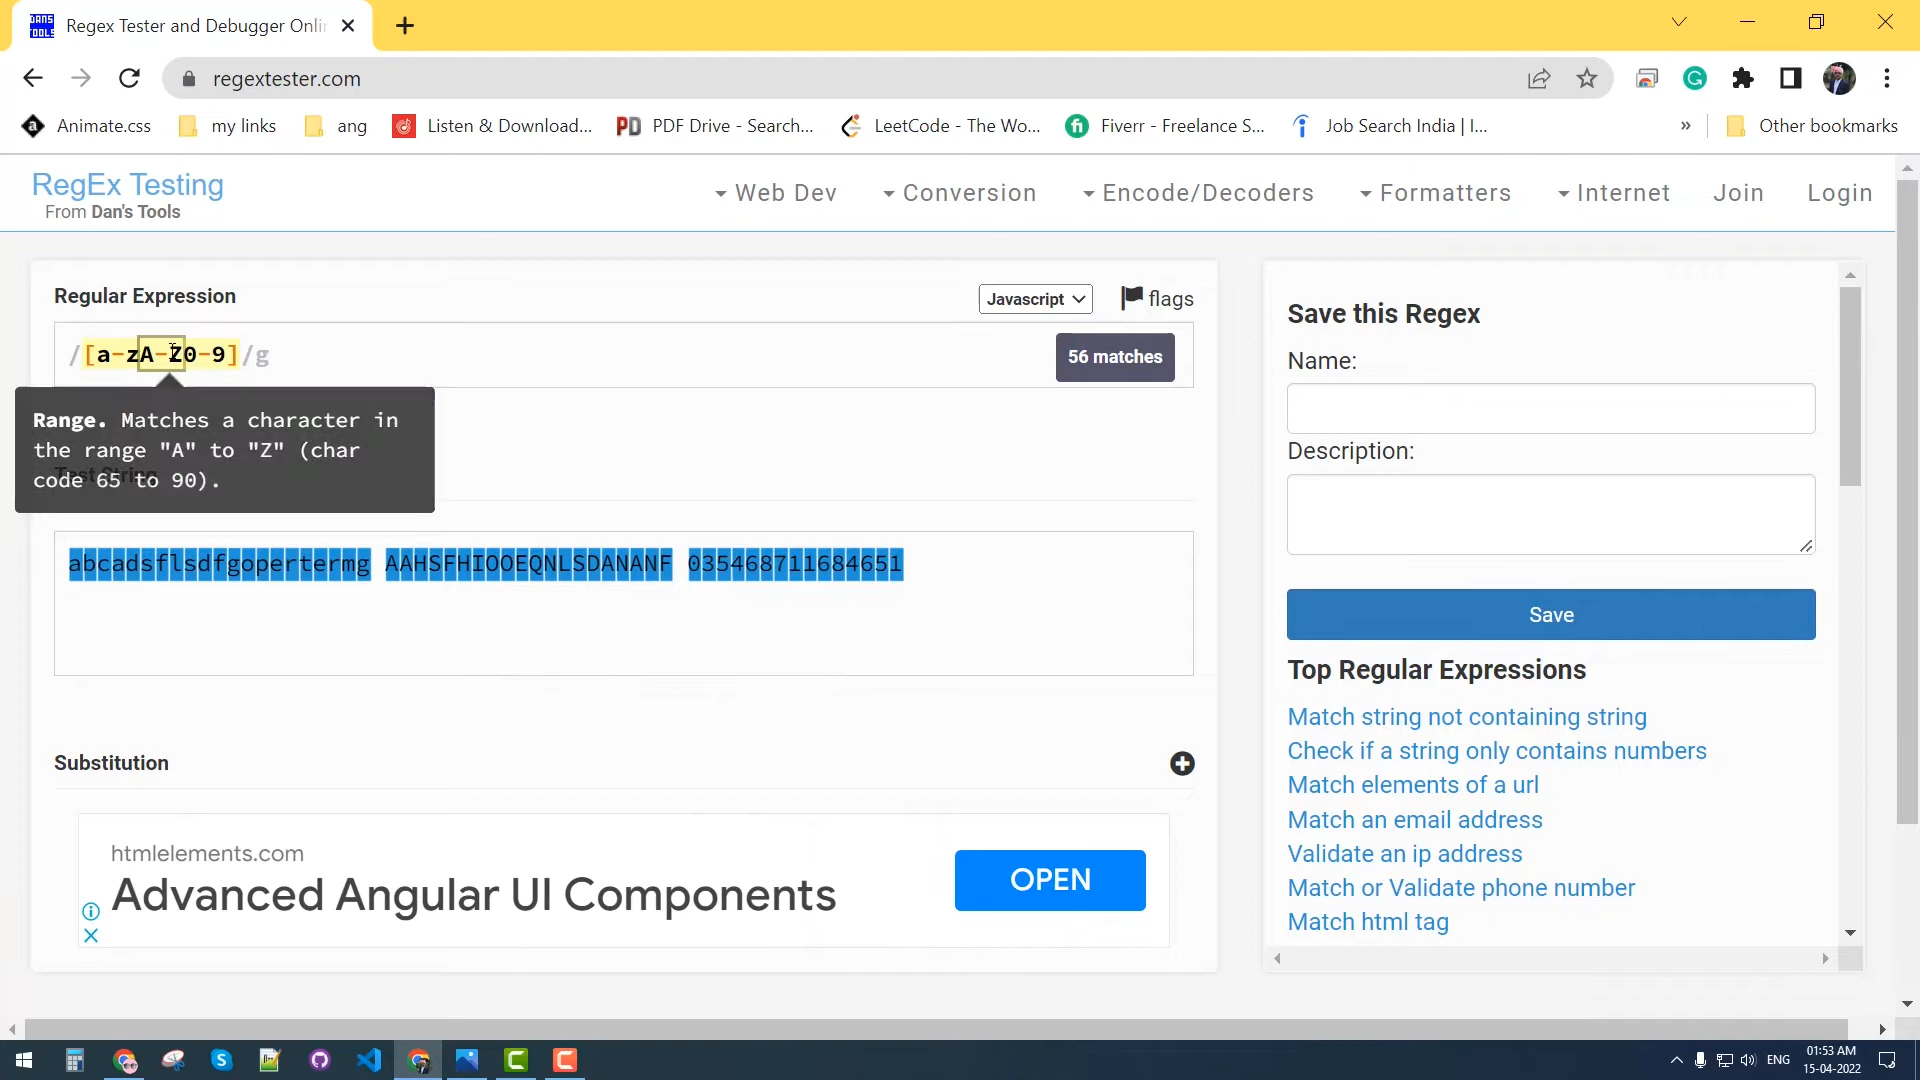 DANS TOOLS
Regex Tester and Debugger Onli
regextester.com
Animate.css
my links
ang
Listen & Download...
PDF Drive - Search...
LeetCode - The Wo...
Fiverr - Freelance S...
Job Search India | I...
»
Other bookmarks
RegEx Testing
From Dan's Tools
Web Dev
Conversion
Encode/Decoders
Formatters
Internet
Join
Login
Regular Expression
Javascript
flags
/[a-zA-Z0-9]/g
56 matches
Range. Matches a character in
the range "A" to "Z" (char
code 65 to 90).
Test String
abcadsflsdfgopertermg AAHSFHIOOEQNLSDANANF 035468711684651
Substitution
htmlelements.com
Advanced Angular UI Components
OPEN
Save this Regex
Name:
Description:
Save
Top Regular Expressions
Match string not containing string
Check if a string only contains numbers
Match elements of a url
Match an email address
Validate an ip address
Match or Validate phone number
Match html tag
ENG
01:53 AM
15-04-2022